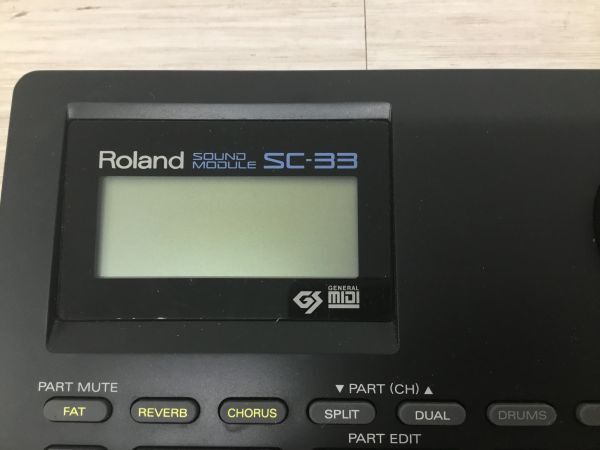 Roland SOUND MODULE SC-33
GS GENERAL MIDI
PART MUTE ▼ PART (CH) ▲
FAT REVERB CHORUS SPLIT DUAL DRUMS
PART EDIT